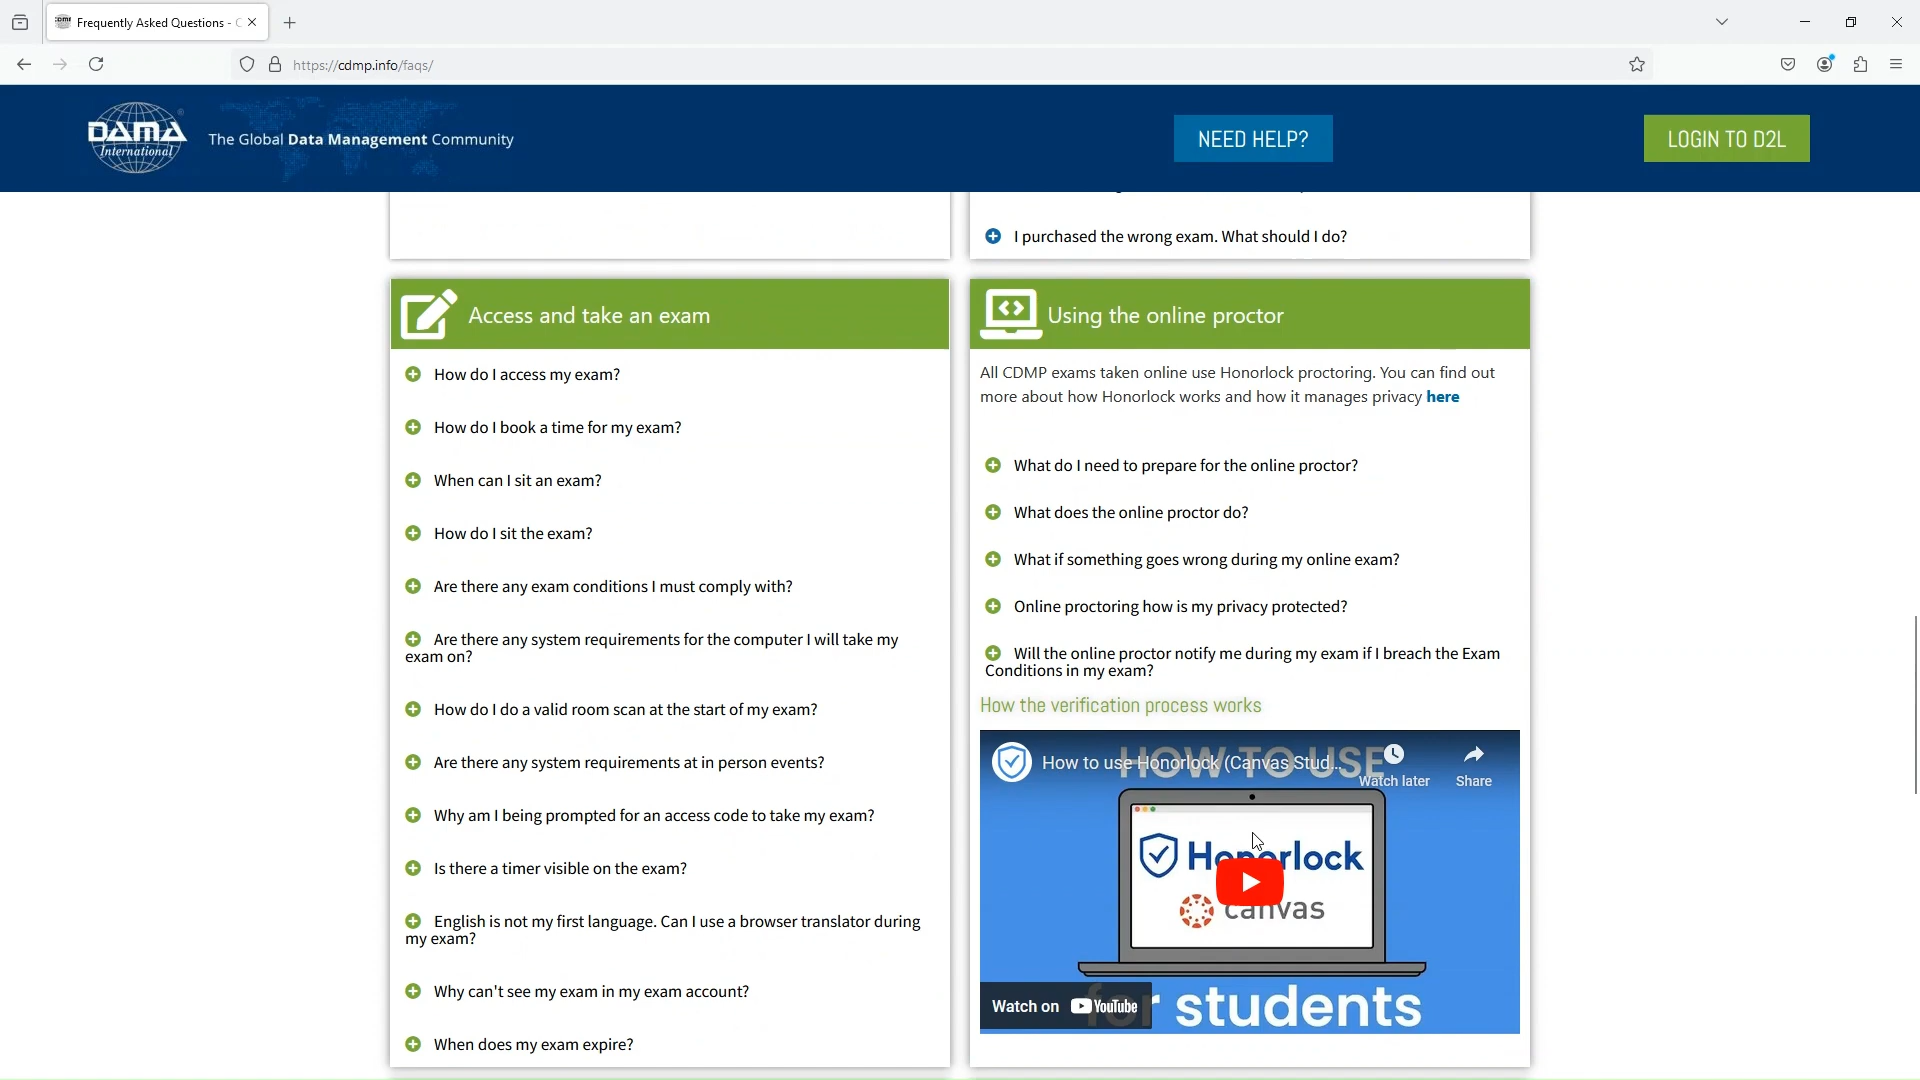 Frequently Asked Questions - C
https://cdmp.info/faqs/
DAMA
International
The Global Data Management Community
NEED HELP?
LOGIN TO D2L
I purchased the wrong exam. What should I do?
Access and take an exam
How do I access my exam?
How do I book a time for my exam?
When can I sit an exam?
How do I sit the exam?
Are there any exam conditions I must comply with?
Are there any system requirements for the computer I will take my
exam on?
How do I do a valid room scan at the start of my exam?
Are there any system requirements at in person events?
Why am I being prompted for an access code to take my exam?
Is there a timer visible on the exam?
English is not my first language. Can I use a browser translator during
my exam?
Why can't see my exam in my exam account?
When does my exam expire?
Using the online proctor
All CDMP exams taken online use Honorlock proctoring. You can find out
more about how Honorlock works and how it manages privacy here
What do I need to prepare for the online proctor?
What does the online proctor do?
What if something goes wrong during my online exam?
Online proctoring how is my privacy protected?
Will the online proctor notify me during my exam if I breach the Exam
Conditions in my exam?
How the verification process works
HOW TO USE
How to use Honorlock (Canvas Stud...
Watch later
Share
Honorlock
canvas
Watch on YouTube
for students